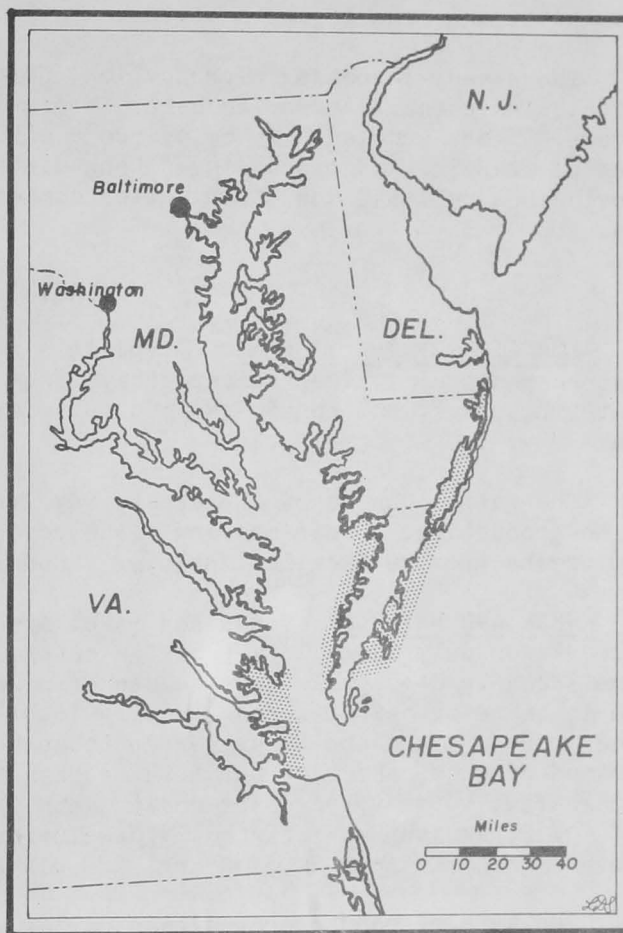 N.J.
Baltimore
Washington
MD.
DEL.
VA.
CHESAPEAKE
BAY
Miles
0 10 20 30 40